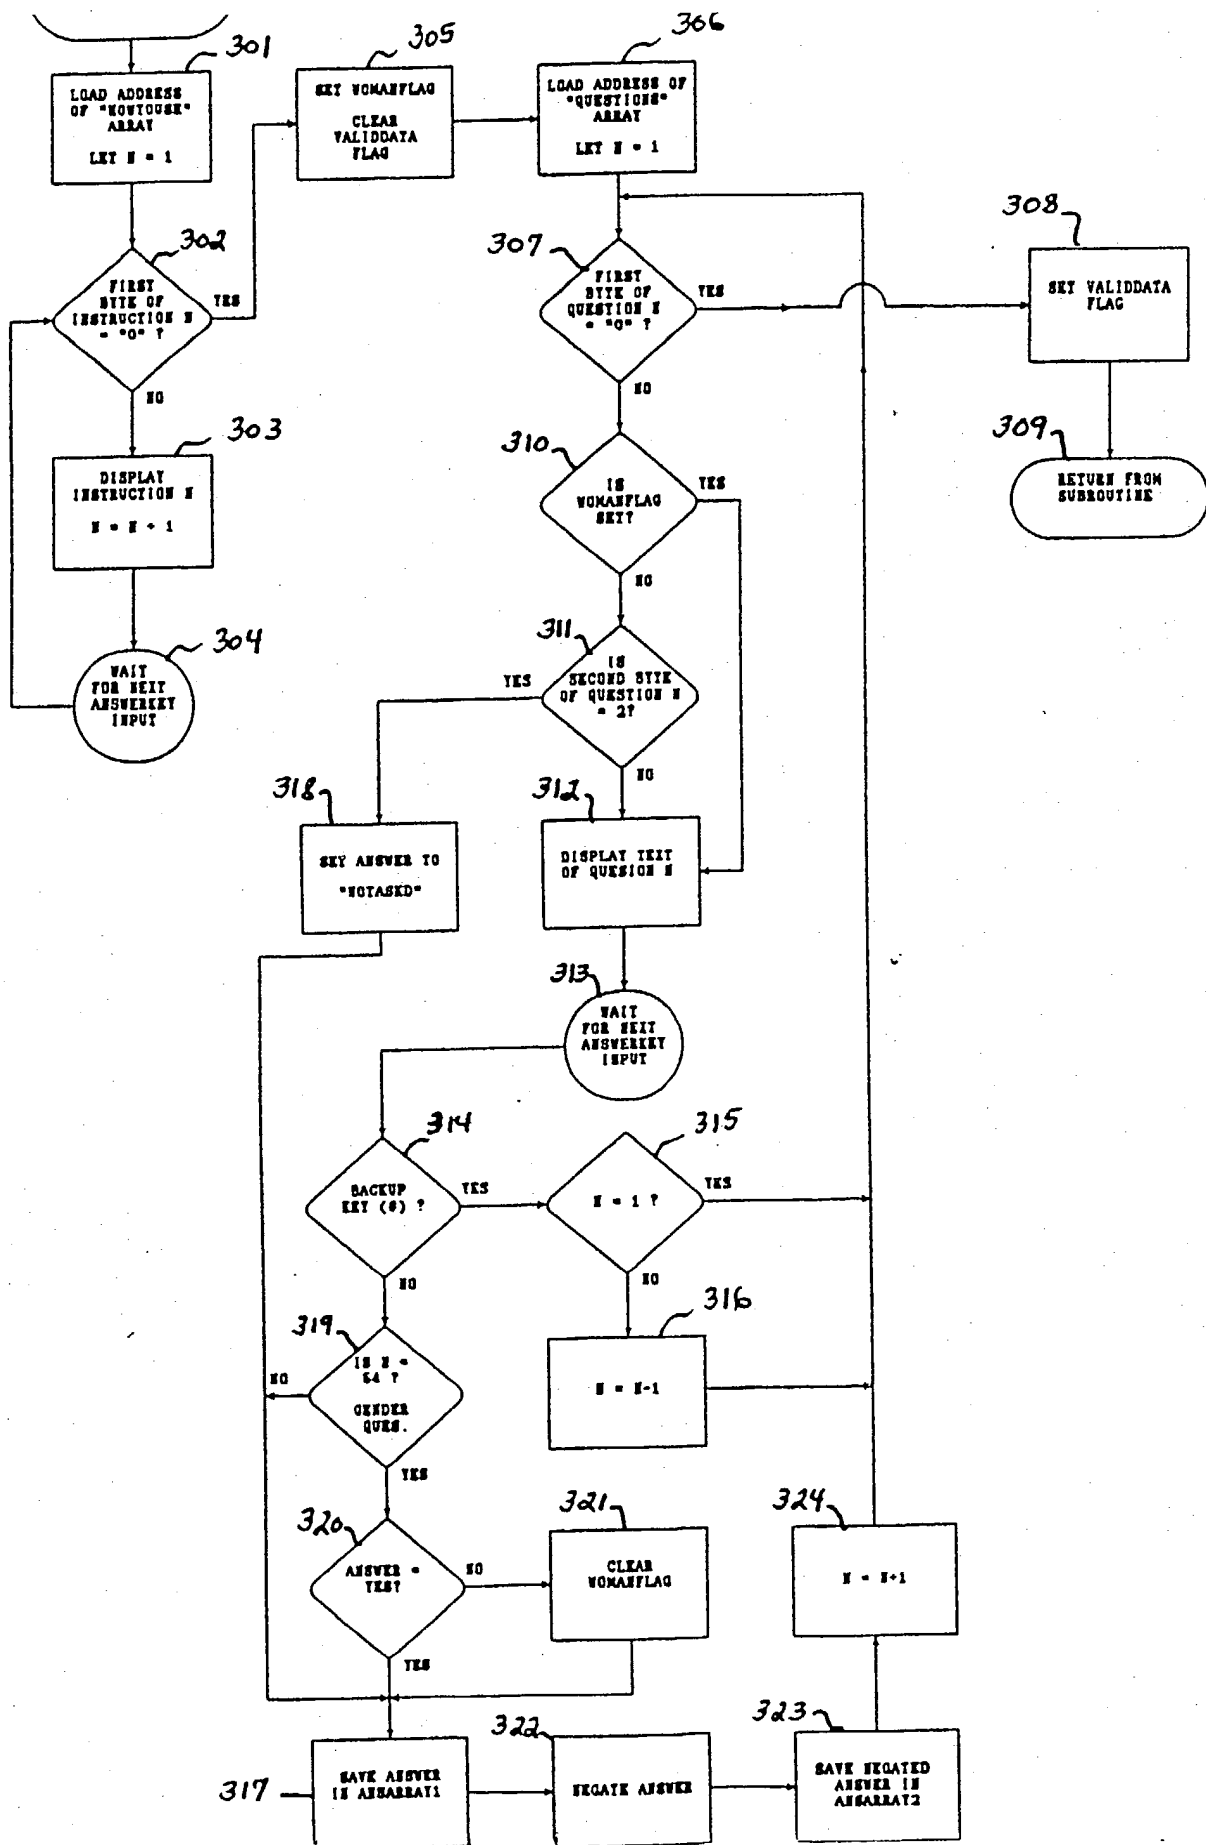 301
LOAD ADDRESS
OF "HOWTOUSE"
ARRAY
LET N = 1
302
FIRST
BYTE OF
INSTRUCTION N
= "0" ?
YES
NO
303
DISPLAY
INSTRUCTION N
N = N + 1
304
WAIT
FOR NEXT
ANSWERKEY
INPUT
305
SET WOMANFLAG
CLEAR
VALIDDATA
FLAG
306
LOAD ADDRESS OF
"QUESTIONS"
ARRAY
LET N = 1
307
FIRST
BYTE OF
QUESTION N
= "0" ?
YES
NO
308
SET VALIDDATA
FLAG
309
RETURN FROM
SUBROUTINE
310
IS
WOMANFLAG
SET?
YES
NO
311
IS
SECOND BYTE
OF QUESTION N
= 2?
YES
NO
318
SET ANSWER TO
"NOTASKD"
312
DISPLAY TEXT
OF QUESION N
313
WAIT
FOR NEXT
ANSWERKEY
INPUT
314
BACKUP
KEY (8) ?
YES
NO
315
N = 1 ?
YES
NO
316
N = N-1
319
IS N =
54 ?
GENDER
QUES.
NO
YES
320
ANSWER =
YES?
NO
YES
321
CLEAR
WOMANFLAG
324
N = N+1
317
SAVE ANSWER
IN ANSARRAY1
322
NEGATE ANSWER
323
SAVE NEGATED
ANSWER IN
ANSARRAY2